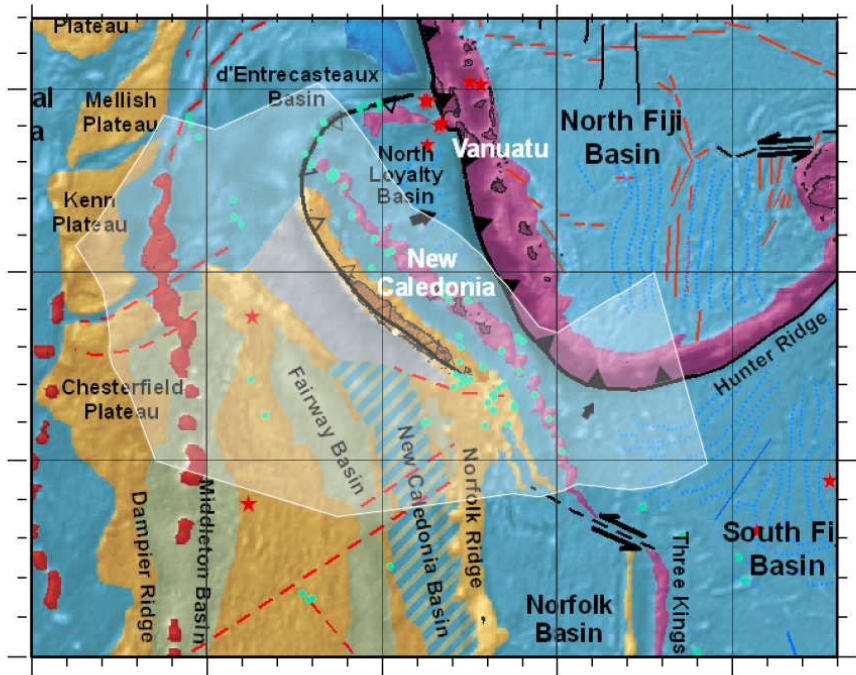 Plateau
d'Entrecasteaux
Basin
al
a
Mellish
Plateau
North Fiji
Basin
Vanuatu
North
Loyalty
Basin
Kenn
Plateau
New
Caledonia
Hunter Ridge
Chesterfield
Plateau
Fairway Basin
New Caledonia Basin
Norfolk Ridge
Dampier Ridge
Middleton Basin
South Fi
Basin
Three Kings
Norfolk
Basin